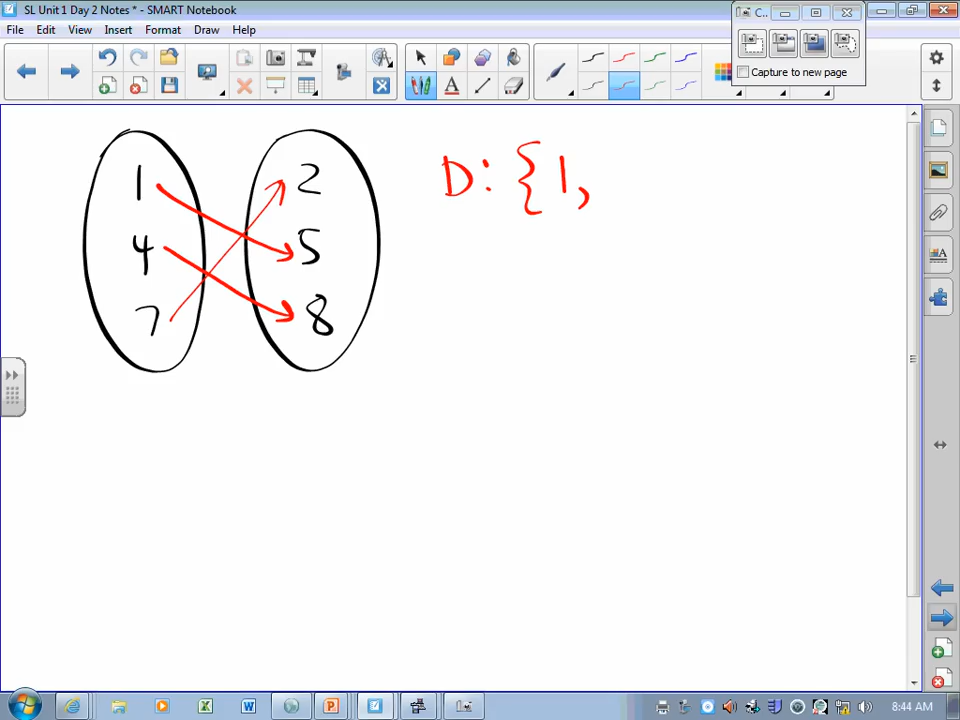 SL Unit 1 Day 2 Notes * - SMART Notebook
C..
File Edit View Insert Format Draw Help
Capture to new page
1 2 D: {1,
4 5
7 8
8:44 AM